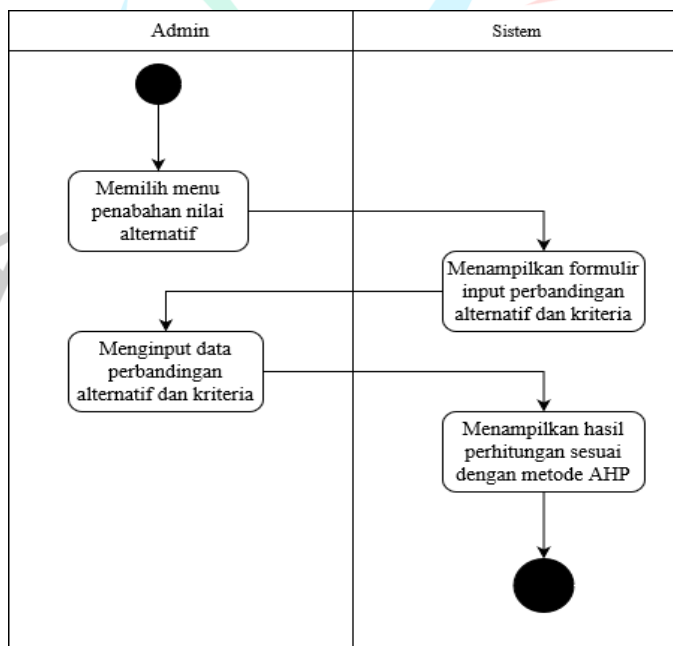 Admin
Sistem
Memilih menu
penabahan nilai
alternatif
Menampilkan formulir
input perbandingan
alternatif dan kriteria
Menginput data
perbandingan
alternatif dan kriteria
Menampilkan hasil
perhitungan sesuai
dengan metode AHP